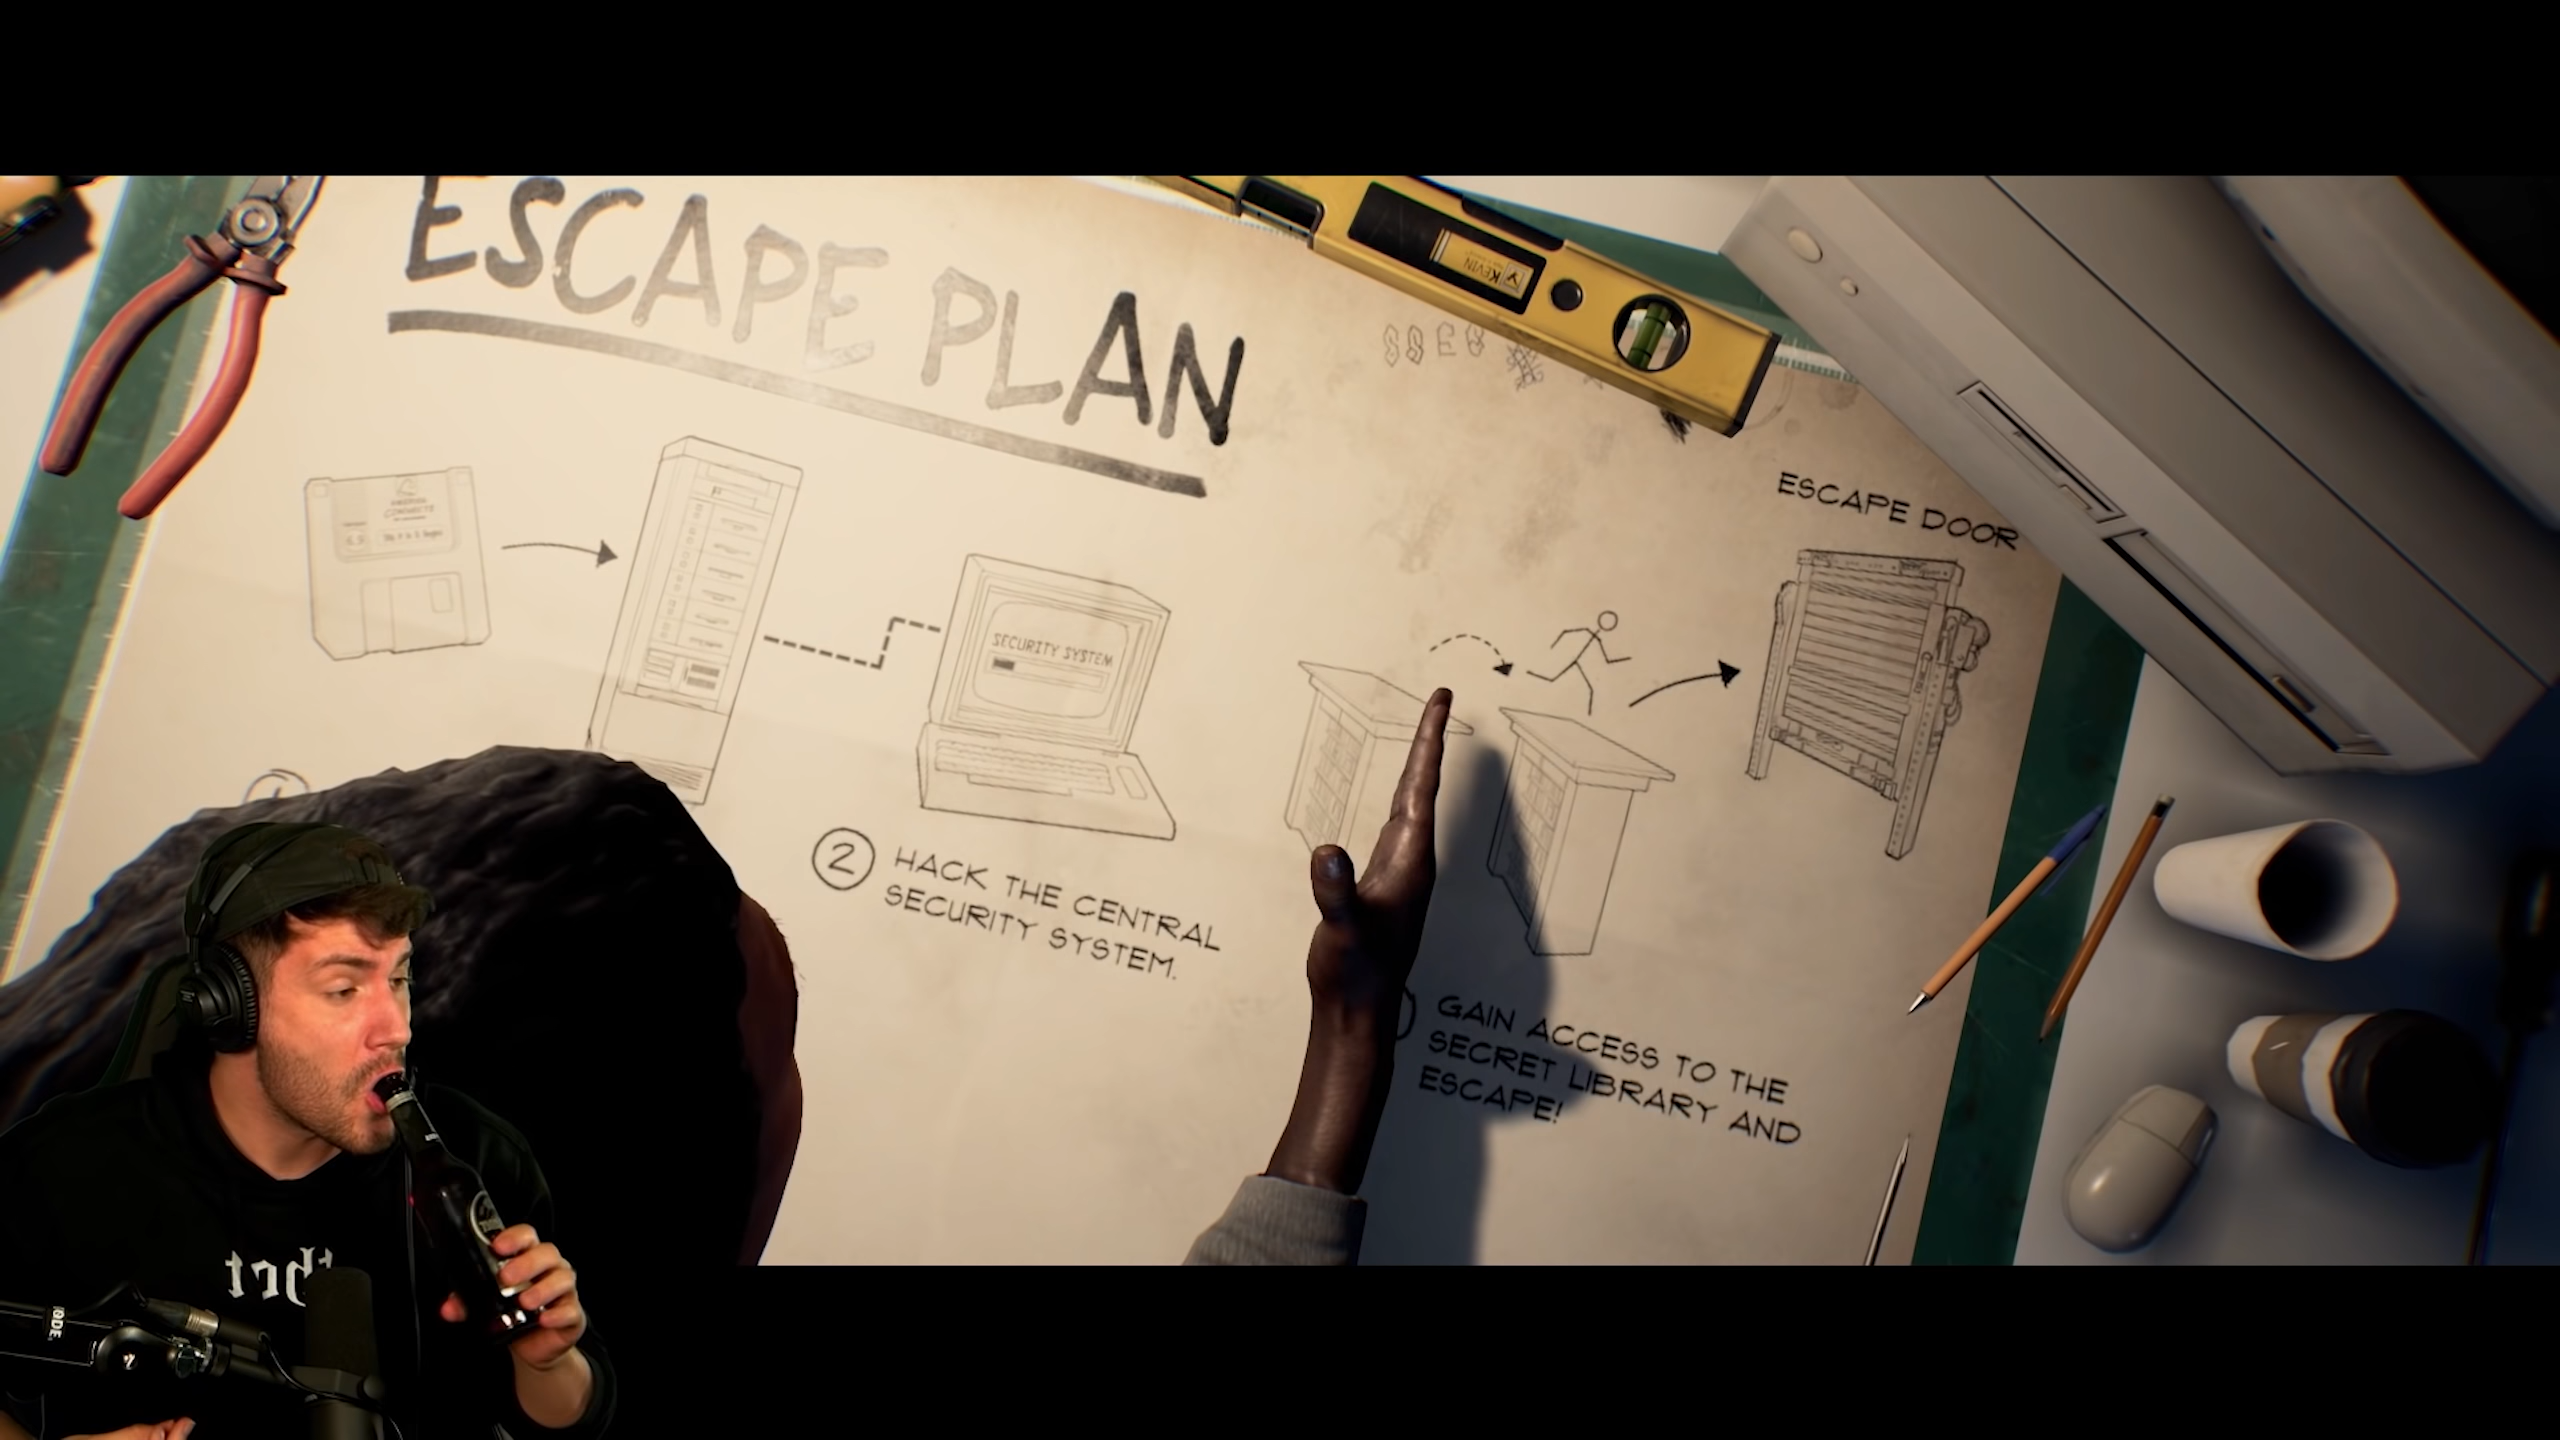 ESCAPE PLAN
KEVIN
ESCAPE DOOR
SECURITY SYSTEM
2
HACK THE CENTRAL
SECURITY SYSTEM.
GAIN ACCESS TO THE
SECRET LIBRARY AND
ESCAPE!
RODE